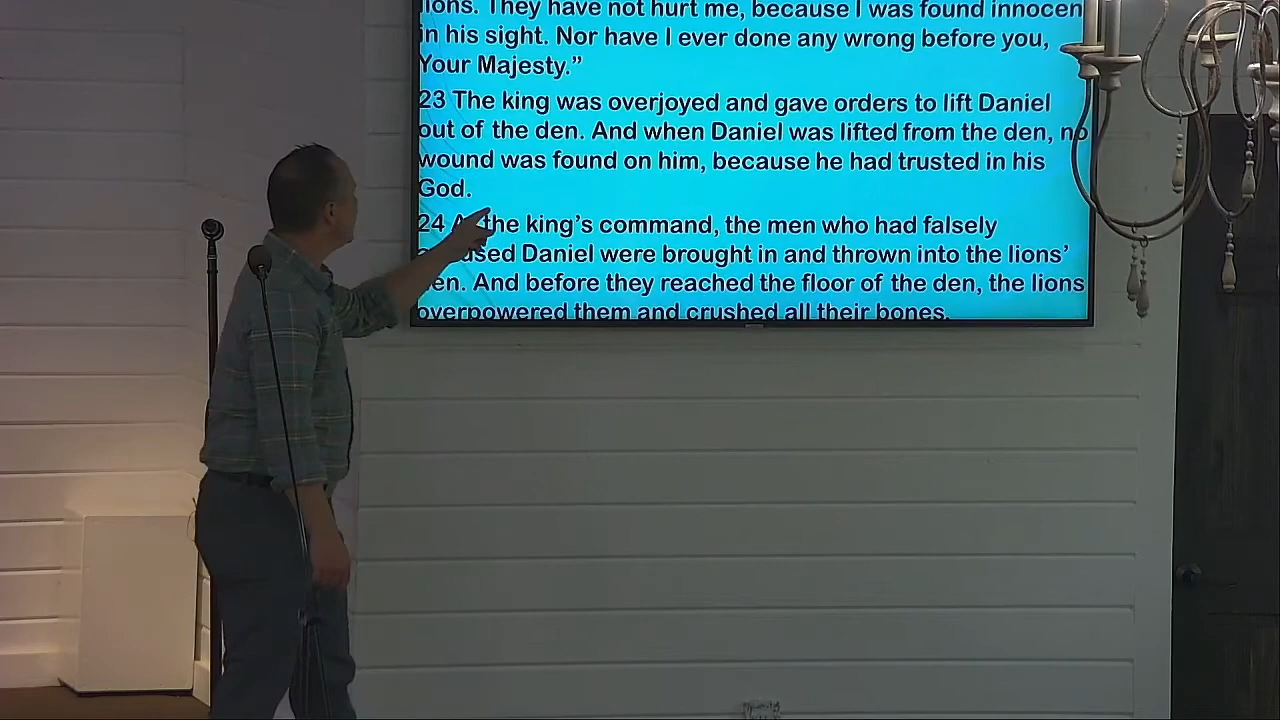 lions. They have not hurt me, because I was found innocen
in his sight. Nor have I ever done any wrong before you,
Your Majesty.”
23 The king was overjoyed and gave orders to lift Daniel
out of the den. And when Daniel was lifted from the den, no
wound was found on him, because he had trusted in his
God.
24 the king’s command, the men who had falsely
Daniel were brought in and thrown into the lions’
And before they reached the floor of the den, the lions
overpowered them and crushed all their bones.